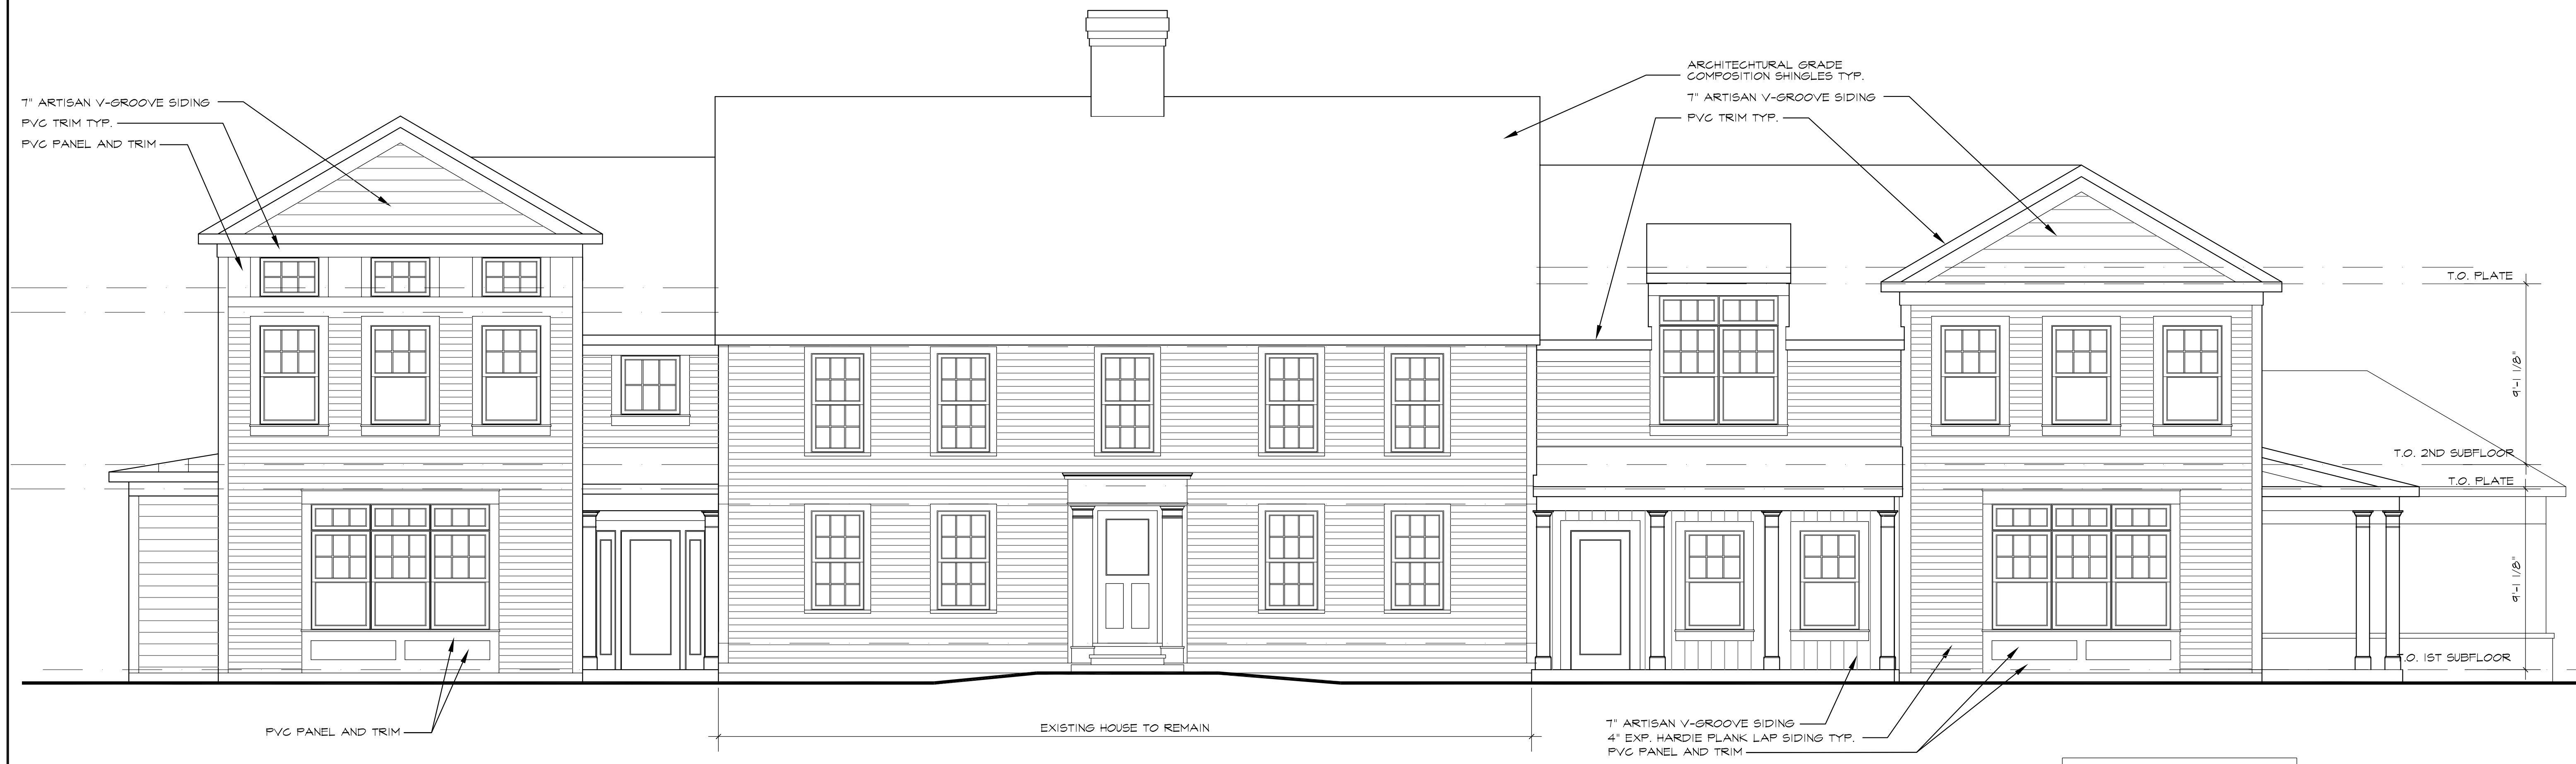 7" ARTISAN V-GROOVE SIDING
PVC TRIM TYP.
PVC PANEL AND TRIM
ARCHITECHTURAL GRADE
COMPOSITION SHINGLES TYP.
7" ARTISAN V-GROOVE SIDING
PVC TRIM TYP.
T.O. PLATE
9'-1 1/8"
T.O. 2ND SUBFLOOR
T.O. PLATE
9'-1 1/8"
T.O. 1ST SUBFLOOR
PVC PANEL AND TRIM
EXISTING HOUSE TO REMAIN
7" ARTISAN V-GROOVE SIDING
4" EXP. HARDIE PLANK LAP SIDING TYP.
PVC PANEL AND TRIM